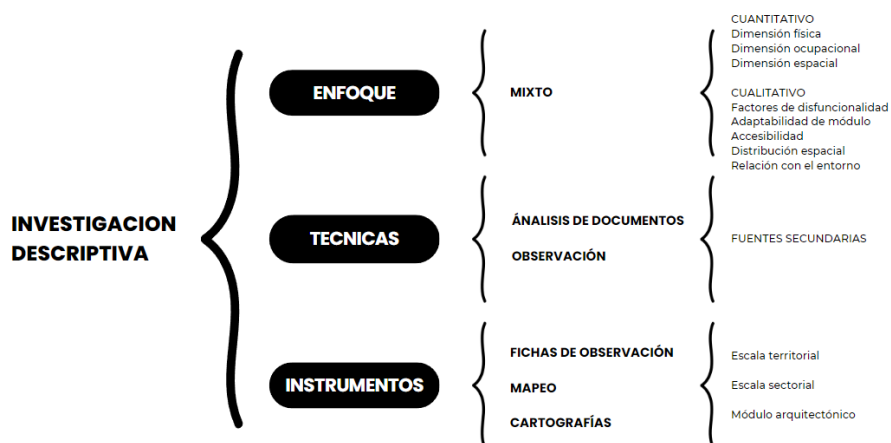 INVESTIGACION
DESCRIPTIVA
ENFOQUE
MIXTO
CUANTITATIVO
Dimensión física
Dimensión ocupacional
Dimensión espacial
CUALITATIVO
Factores de disfuncionalidad
Adaptabilidad de módulo
Accesibilidad
Distribución espacial
Relación con el entorno
TECNICAS
ÁNALISIS DE DOCUMENTOS
OBSERVACIÓN
FUENTES SECUNDARIAS
INSTRUMENTOS
FICHAS DE OBSERVACIÓN
MAPEO
CARTOGRAFÍAS
Escala territorial
Escala sectorial
Módulo arquitectónico